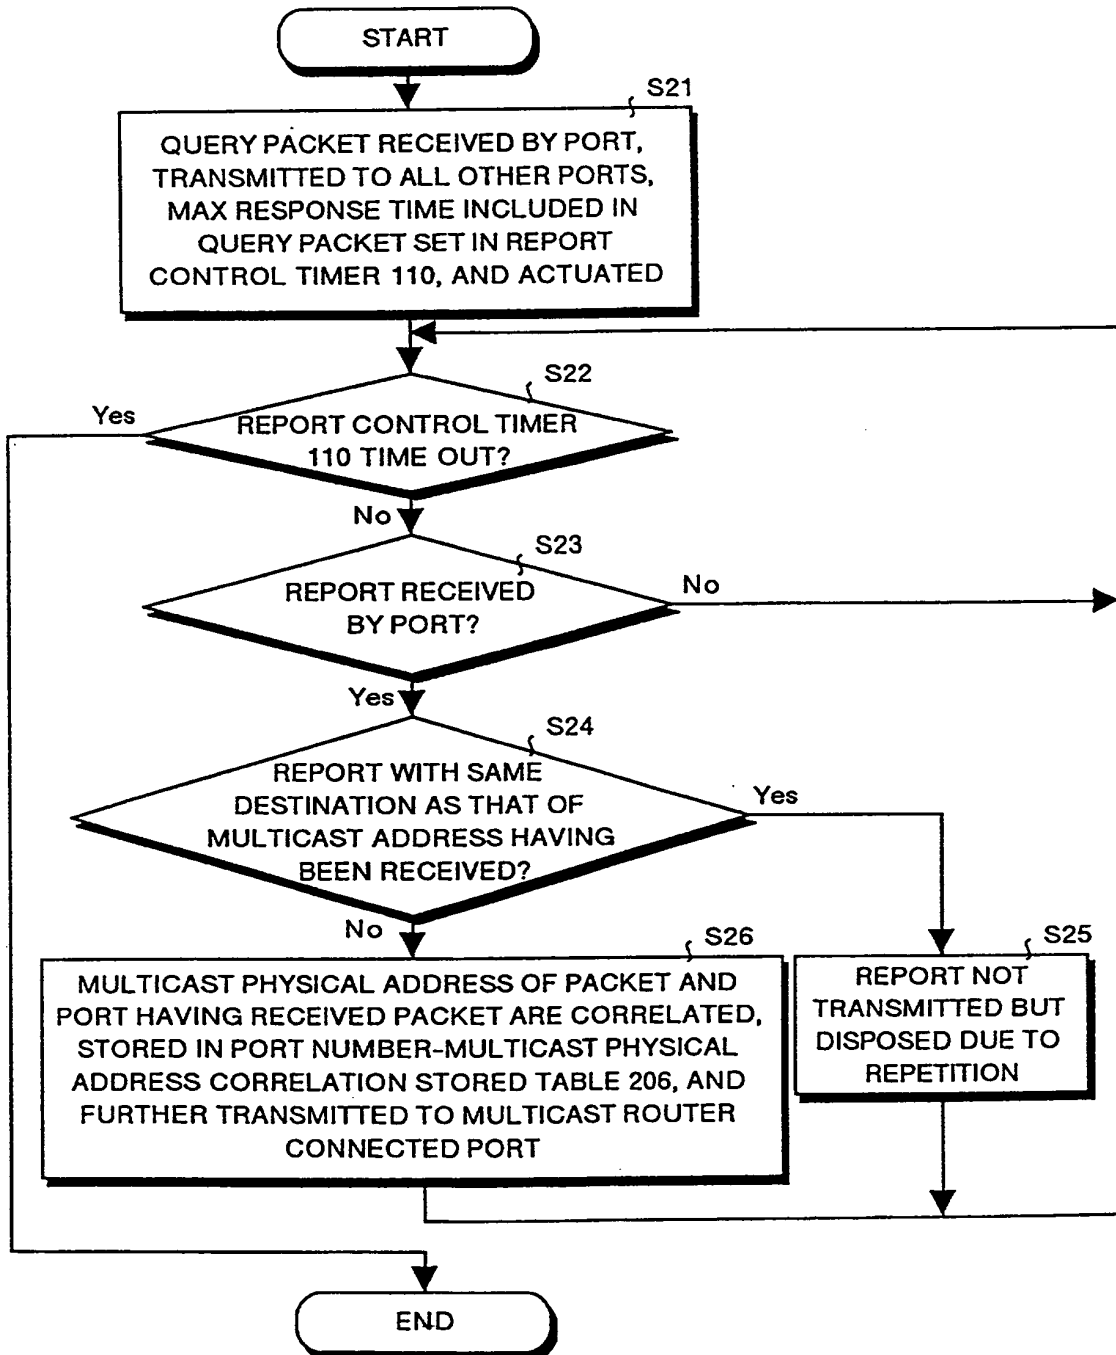 START
S21
QUERY PACKET RECEIVED BY PORT,
TRANSMITTED TO ALL OTHER PORTS,
MAX RESPONSE TIME INCLUDED IN
QUERY PACKET SET IN REPORT
CONTROL TIMER 110, AND ACTUATED
S22
Yes
REPORT CONTROL TIMER
110 TIME OUT?
No
S23
REPORT RECEIVED
BY PORT?
No
Yes
S24
REPORT WITH SAME
DESTINATION AS THAT OF
MULTICAST ADDRESS HAVING
BEEN RECEIVED?
Yes
No
S26
MULTICAST PHYSICAL ADDRESS OF PACKET AND
PORT HAVING RECEIVED PACKET ARE CORRELATED,
STORED IN PORT NUMBER-MULTICAST PHYSICAL
ADDRESS CORRELATION STORED TABLE 206, AND
FURTHER TRANSMITTED TO MULTICAST ROUTER
CONNECTED PORT
S25
REPORT NOT
TRANSMITTED BUT
DISPOSED DUE TO
REPETITION
END